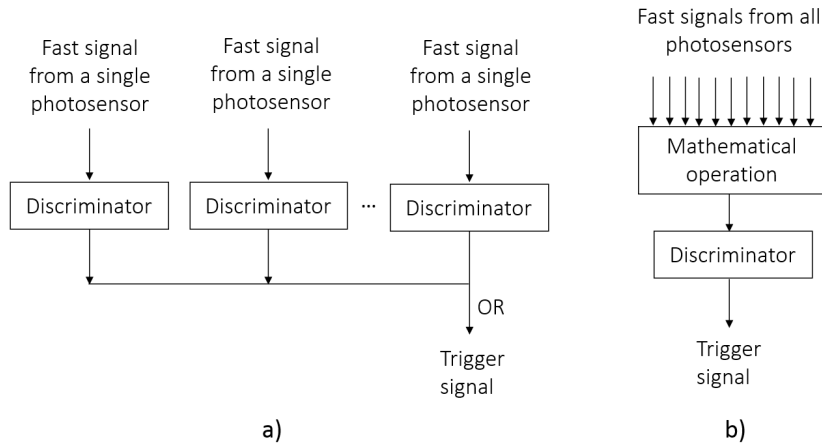 Fast signal
from a single
photosensor
Fast signal
from a single
photosensor
Fast signal
from a single
photosensor
Discriminator
Discriminator
...
Discriminator
OR
Trigger
signal
a)
Fast signals from all
photosensors
Mathematical
operation
Discriminator
Trigger
signal
b)